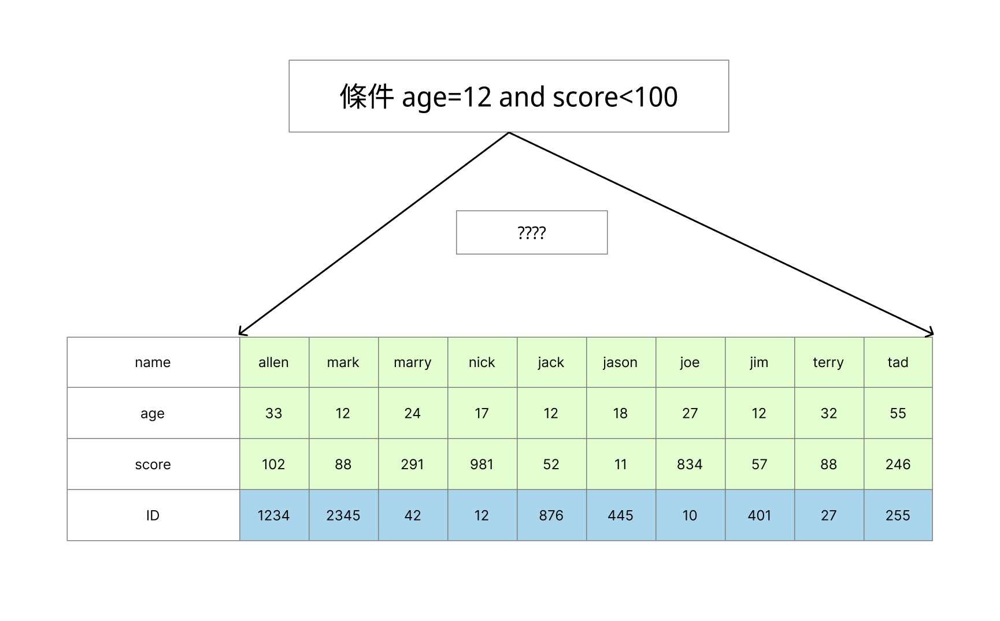 條件 age=12 and score<100
????
name allen mark marry nick jack jason joe jim terry tad
age 33 12 24 17 12 18 27 12 32 55
score 102 88 291 981 52 11 834 57 88 246
ID 1234 2345 42 12 876 445 10 401 27 255